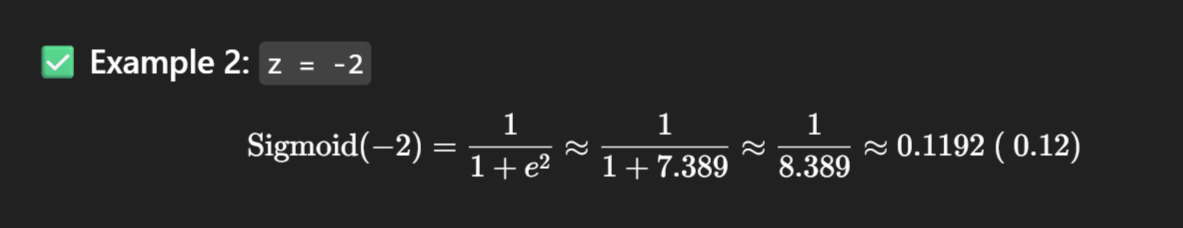 ✅ Example 2: z = -2
Sigmoid(−2) = 1/(1 + e²) ≈ 1/(1 + 7.389) ≈ 1/8.389 ≈ 0.1192 ( 0.12)